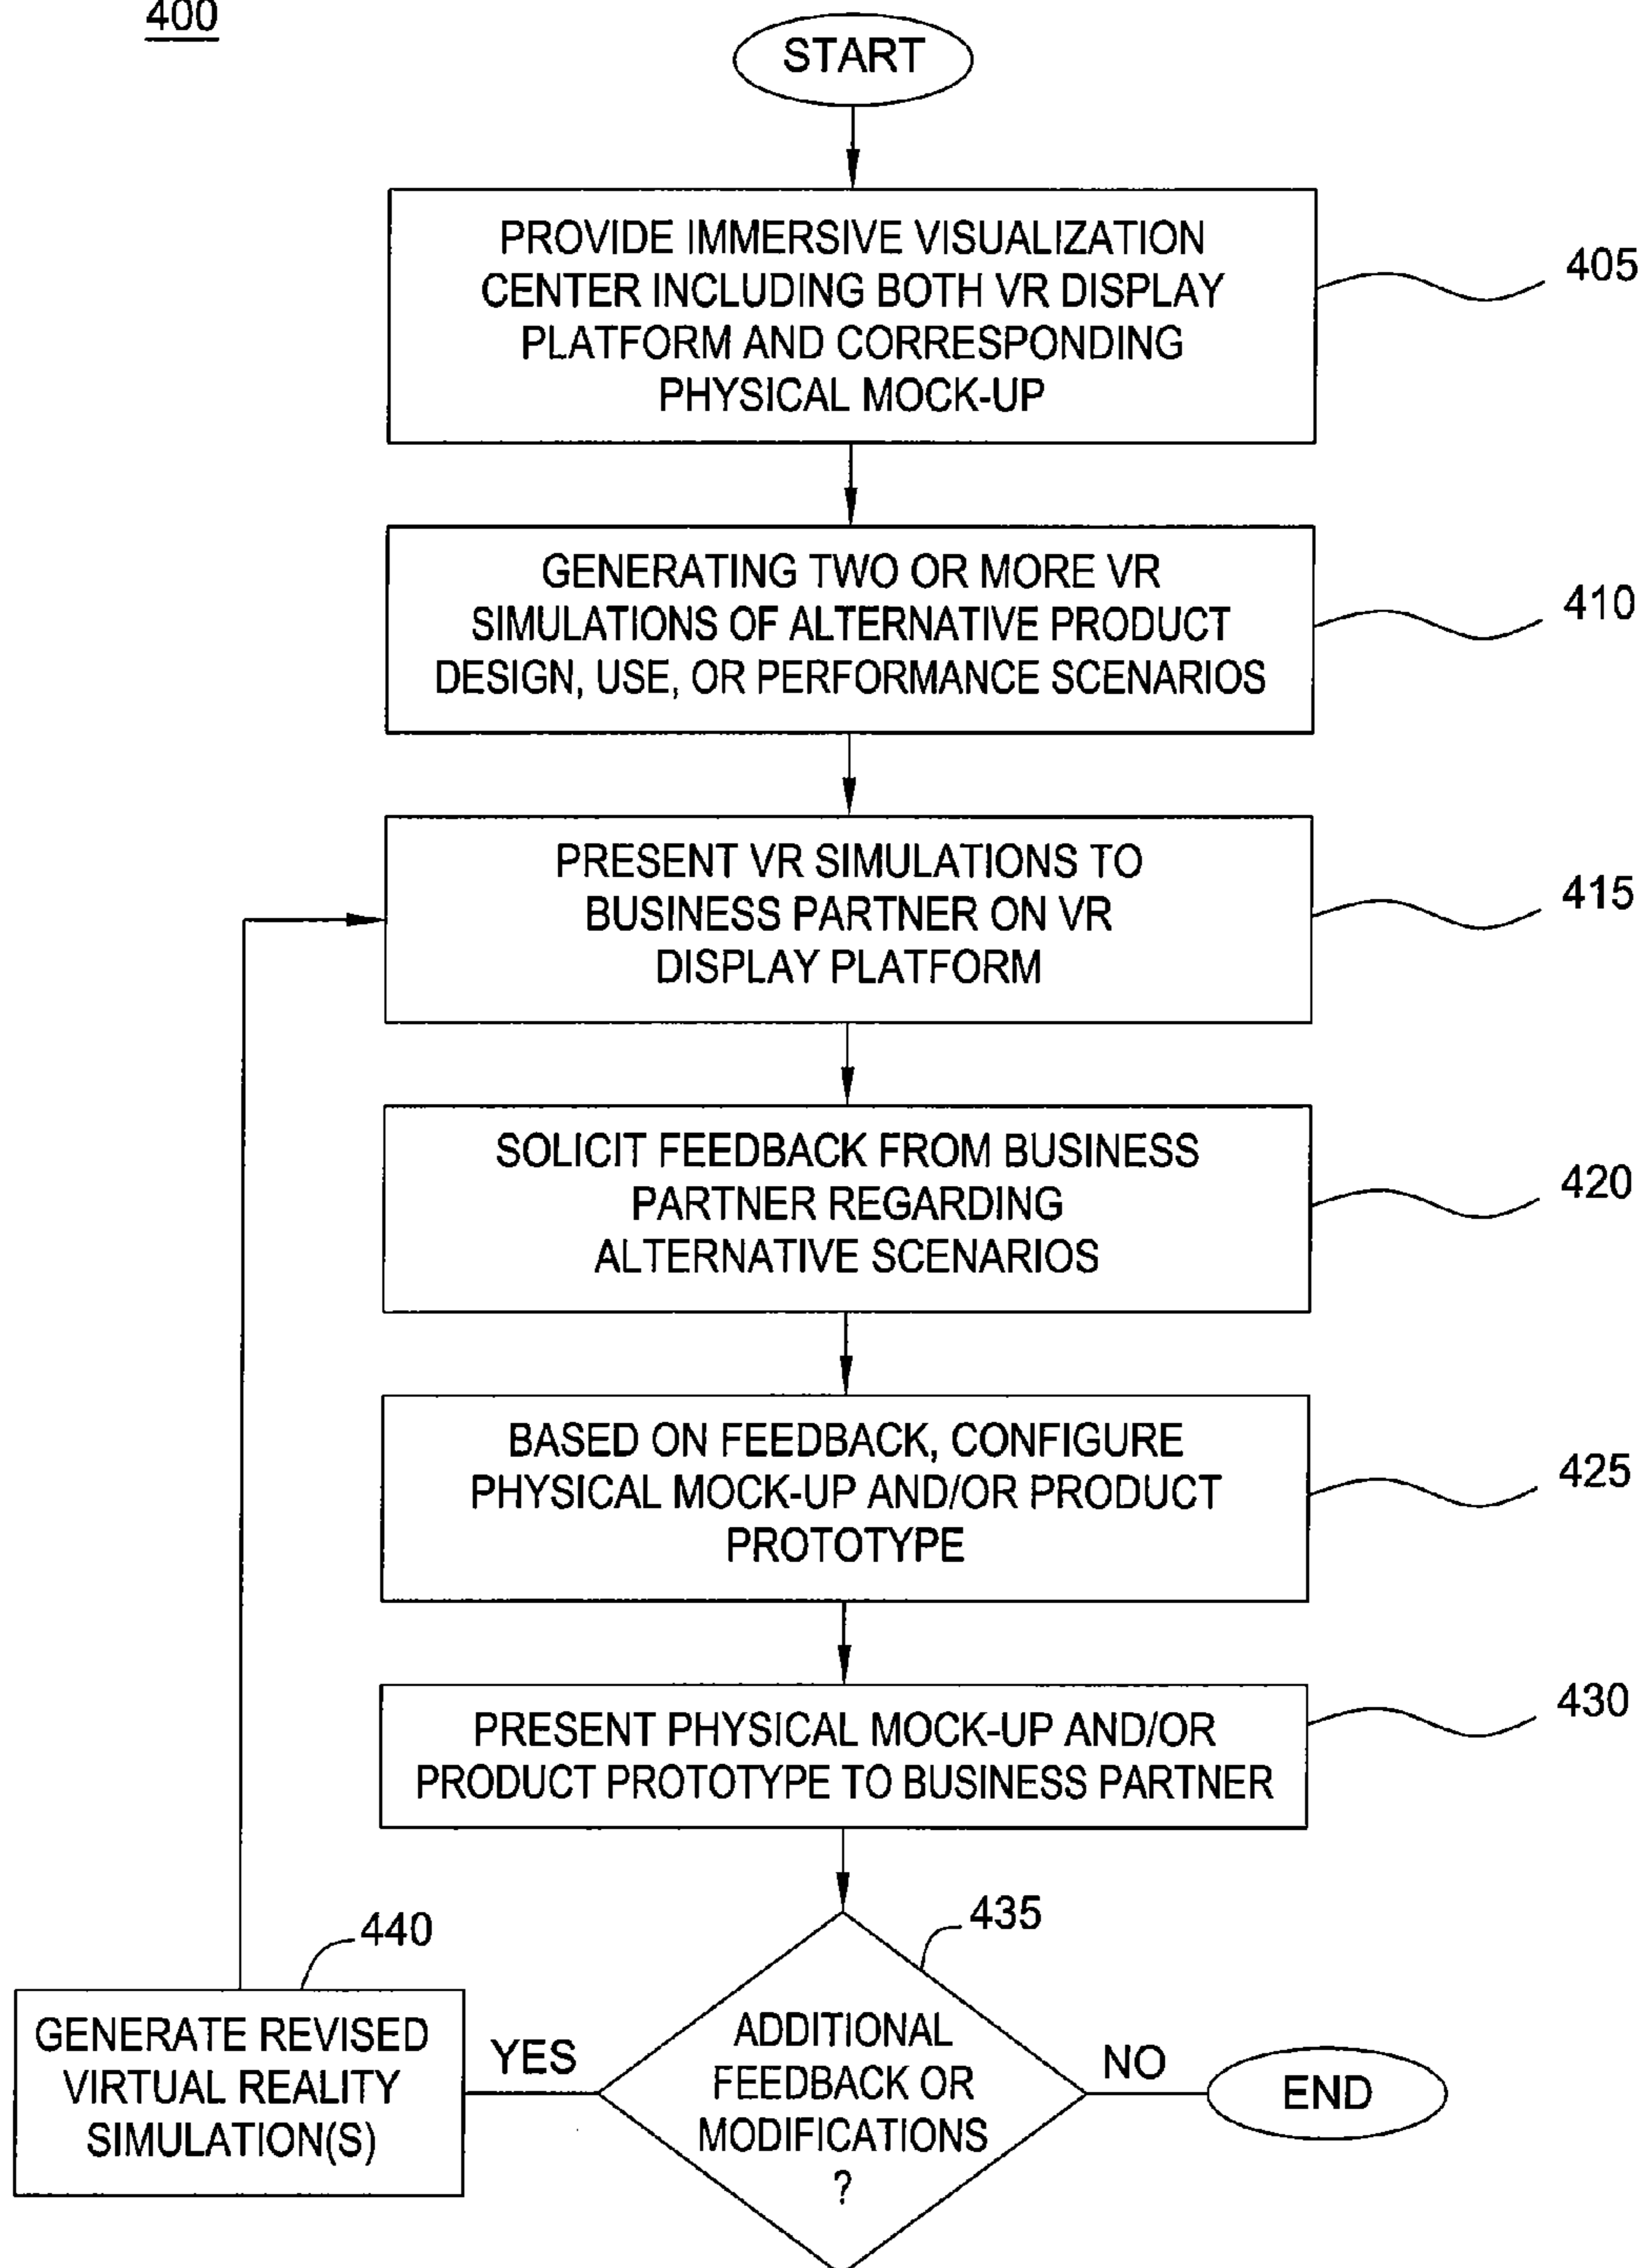 400
START
PROVIDE IMMERSIVE VISUALIZATION
CENTER INCLUDING BOTH VR DISPLAY
PLATFORM AND CORRESPONDING
PHYSICAL MOCK-UP
405
GENERATING TWO OR MORE VR
SIMULATIONS OF ALTERNATIVE PRODUCT
DESIGN, USE, OR PERFORMANCE SCENARIOS
410
PRESENT VR SIMULATIONS TO
BUSINESS PARTNER ON VR
DISPLAY PLATFORM
415
SOLICIT FEEDBACK FROM BUSINESS
PARTNER REGARDING
ALTERNATIVE SCENARIOS
420
BASED ON FEEDBACK, CONFIGURE
PHYSICAL MOCK-UP AND/OR PRODUCT
PROTOTYPE
425
PRESENT PHYSICAL MOCK-UP AND/OR
PRODUCT PROTOTYPE TO BUSINESS PARTNER
430
435
ADDITIONAL
FEEDBACK OR
MODIFICATIONS
?
YES
NO
END
440
GENERATE REVISED
VIRTUAL REALITY
SIMULATION(S)